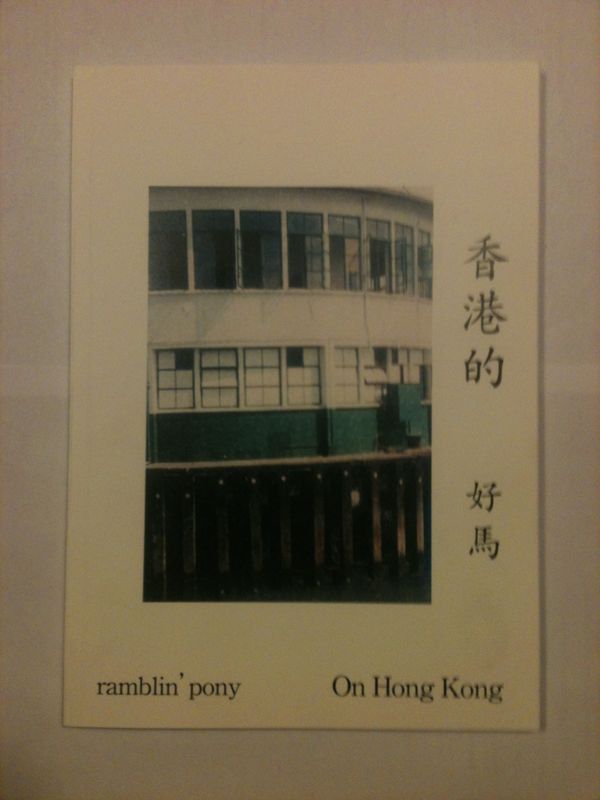 香港的
好馬
ramblin' pony
On Hong Kong